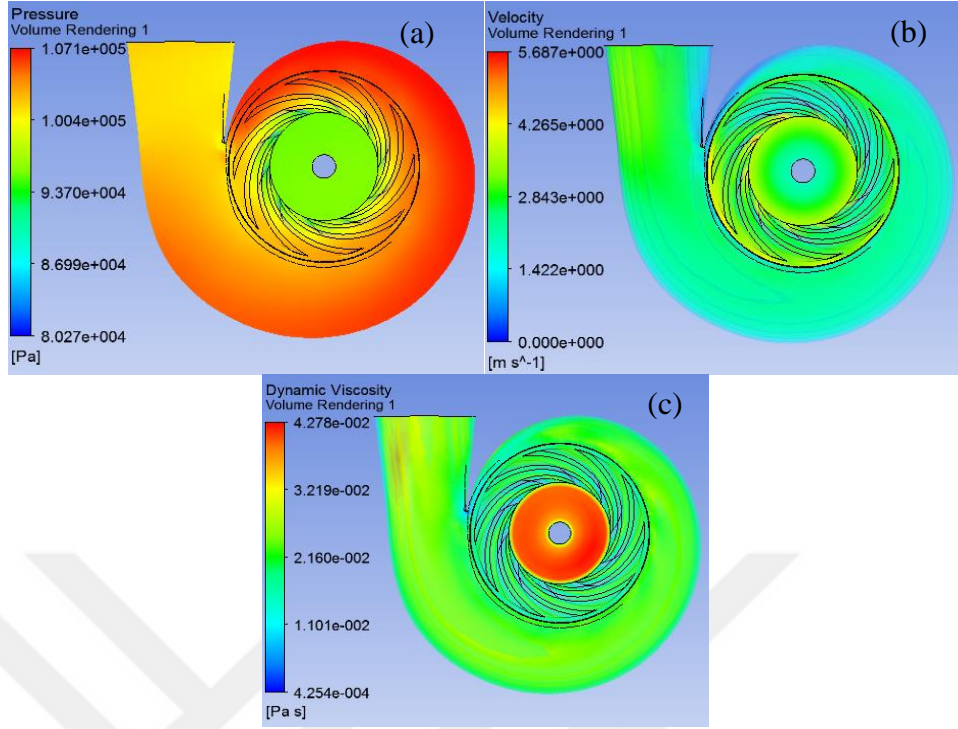 Pressure
Volume Rendering 1
(a)
1.071e+005
1.004e+005
9.370e+004
8.699e+004
8.027e+004
[Pa]
Velocity
Volume Rendering 1
(b)
5.687e+000
4.265e+000
2.843e+000
1.422e+000
0.000e+000
[m s^-1]
Dynamic Viscosity
Volume Rendering 1
(c)
4.278e-002
3.219e-002
2.160e-002
1.101e-002
4.254e-004
[Pa s]